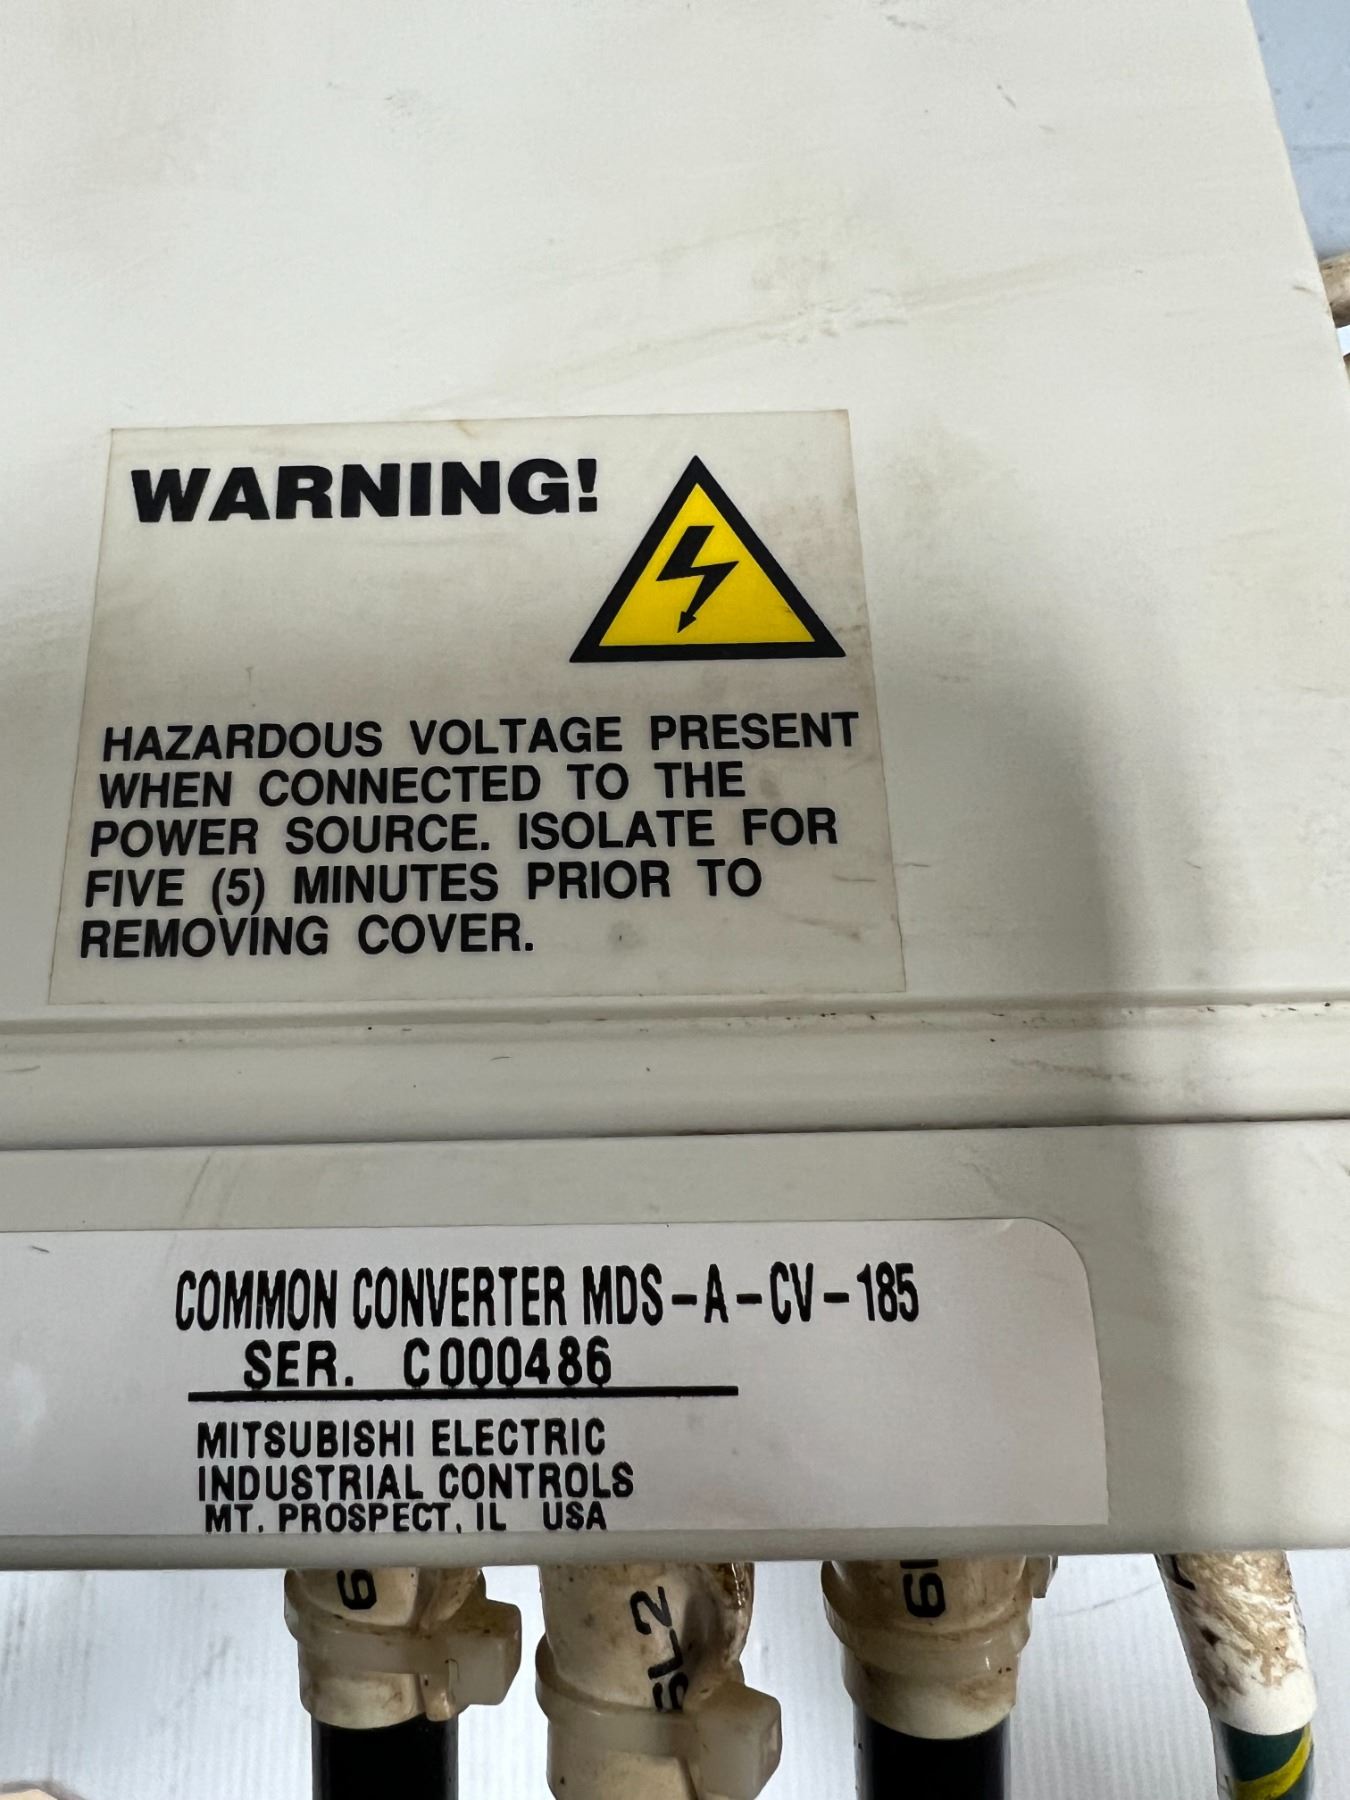 WARNING!
HAZARDOUS VOLTAGE PRESENT
WHEN CONNECTED TO THE
POWER SOURCE. ISOLATE FOR
FIVE (5) MINUTES PRIOR TO
REMOVING COVER.
COMMON CONVERTER MDS-A-CV-185
SER. C000486
MITSUBISHI ELECTRIC
INDUSTRIAL CONTROLS
MT. PROSPECT, IL USA
6L2